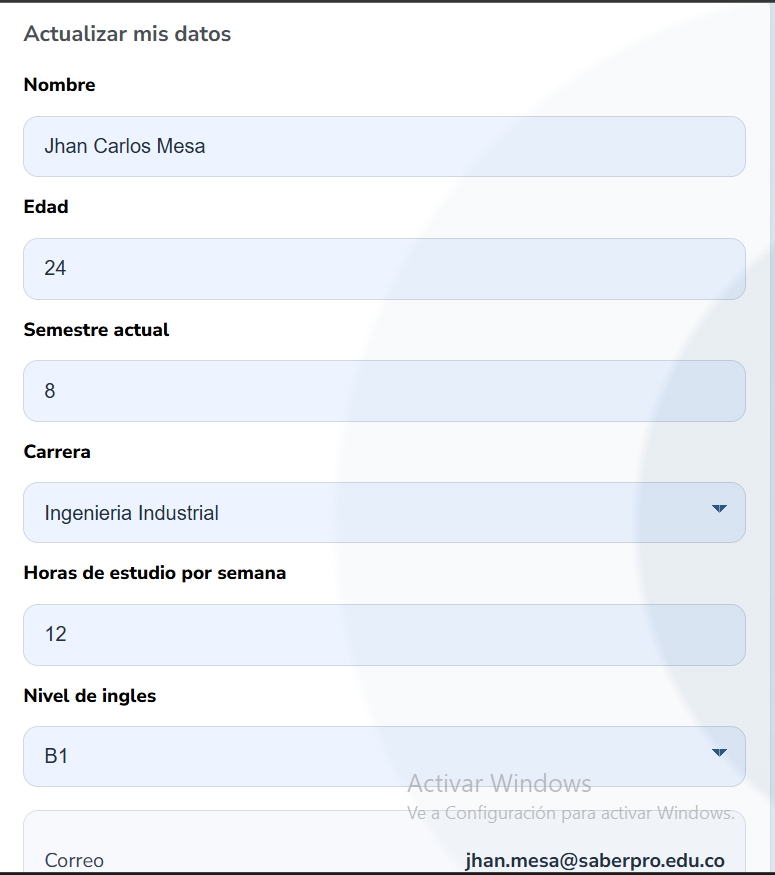 Actualizar mis datos
Nombre
Jhan Carlos Mesa
Edad
24
Semestre actual
8
Carrera
Ingenieria Industrial
Horas de estudio por semana
12
Nivel de ingles
B1
Activar Windows
Ve a Configuración para activar Windows.
Correo jhan.mesa@saberpro.edu.co